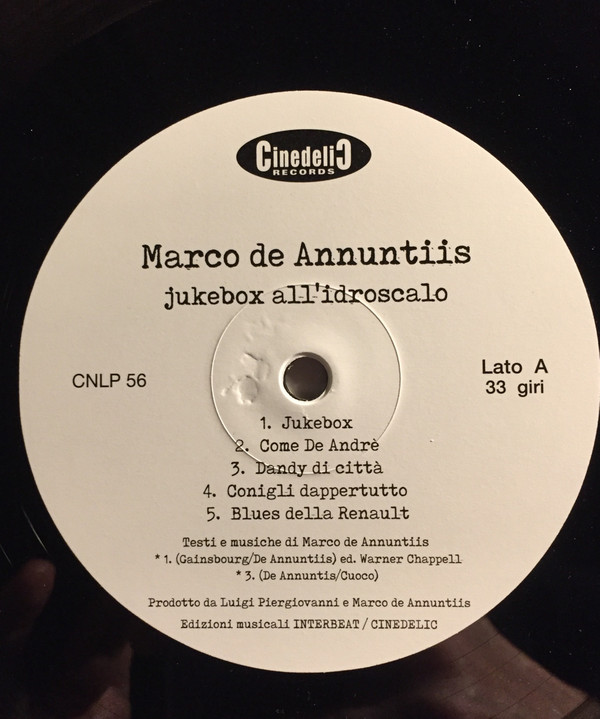 CinedeliC
RECORDS
Marco de Annuntiis
jukebox all'idroscalo
CNLP 56
Lato A
33 giri
1. Jukebox
2. Come De Andrè
3. Dandy di città
4. Conigli dappertutto
5. Blues della Renault
Testi e musiche di Marco de Annuntiis
* 1. (Gainsbourg/De Annuntiis) ed. Warner Chappell
* 3. (De Annuntis/Cuoco)
Prodotto da Luigi Piergiovanni e Marco de Annuntiis
Edizioni musicali INTERBEAT / CINEDELIC